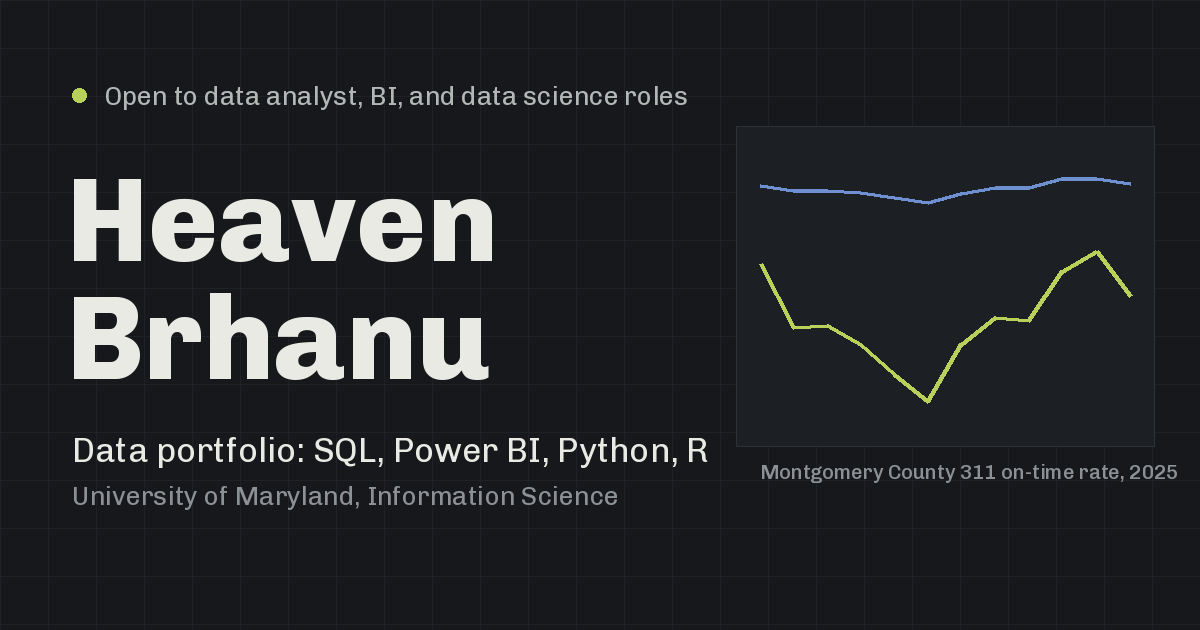 Open to data analyst, BI, and data science roles
Heaven
Brhanu
Data portfolio: SQL, Power BI, Python, R
University of Maryland, Information Science
Montgomery County 311 on-time rate, 2025